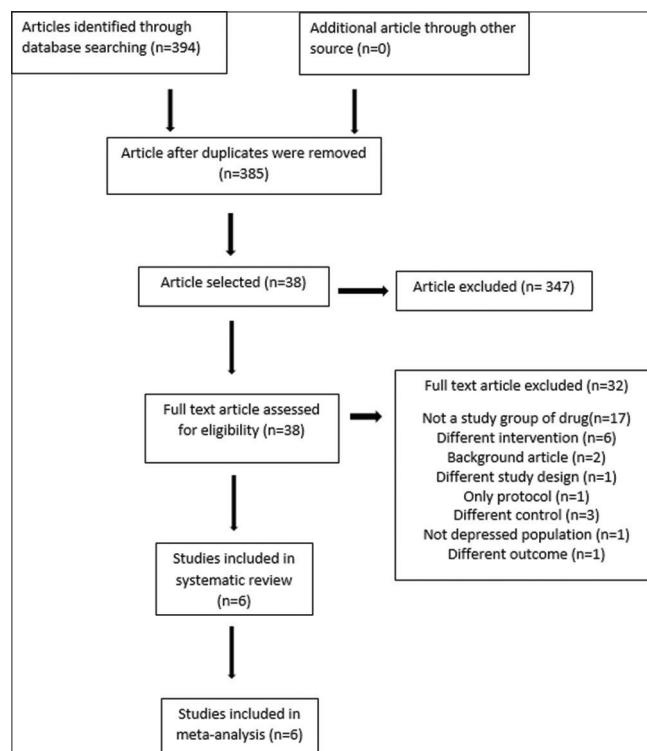 Articles identified through
database searching (n=394)
Additional article through other
source (n=0)
Article after duplicates were removed
(n=385)
Article selected (n=38)
Article excluded (n= 347)
Full text article assessed
for eligibility (n=38)
Full text article excluded (n=32)
Not a study group of drug(n=17)
Different intervention (n=6)
Background article (n=2)
Different study design (n=1)
Only protocol (n=1)
Different control (n=3)
Not depressed population (n=1)
Different outcome (n=1)
Studies included in
systematic review
(n=6)
Studies included in
meta-analysis (n=6)